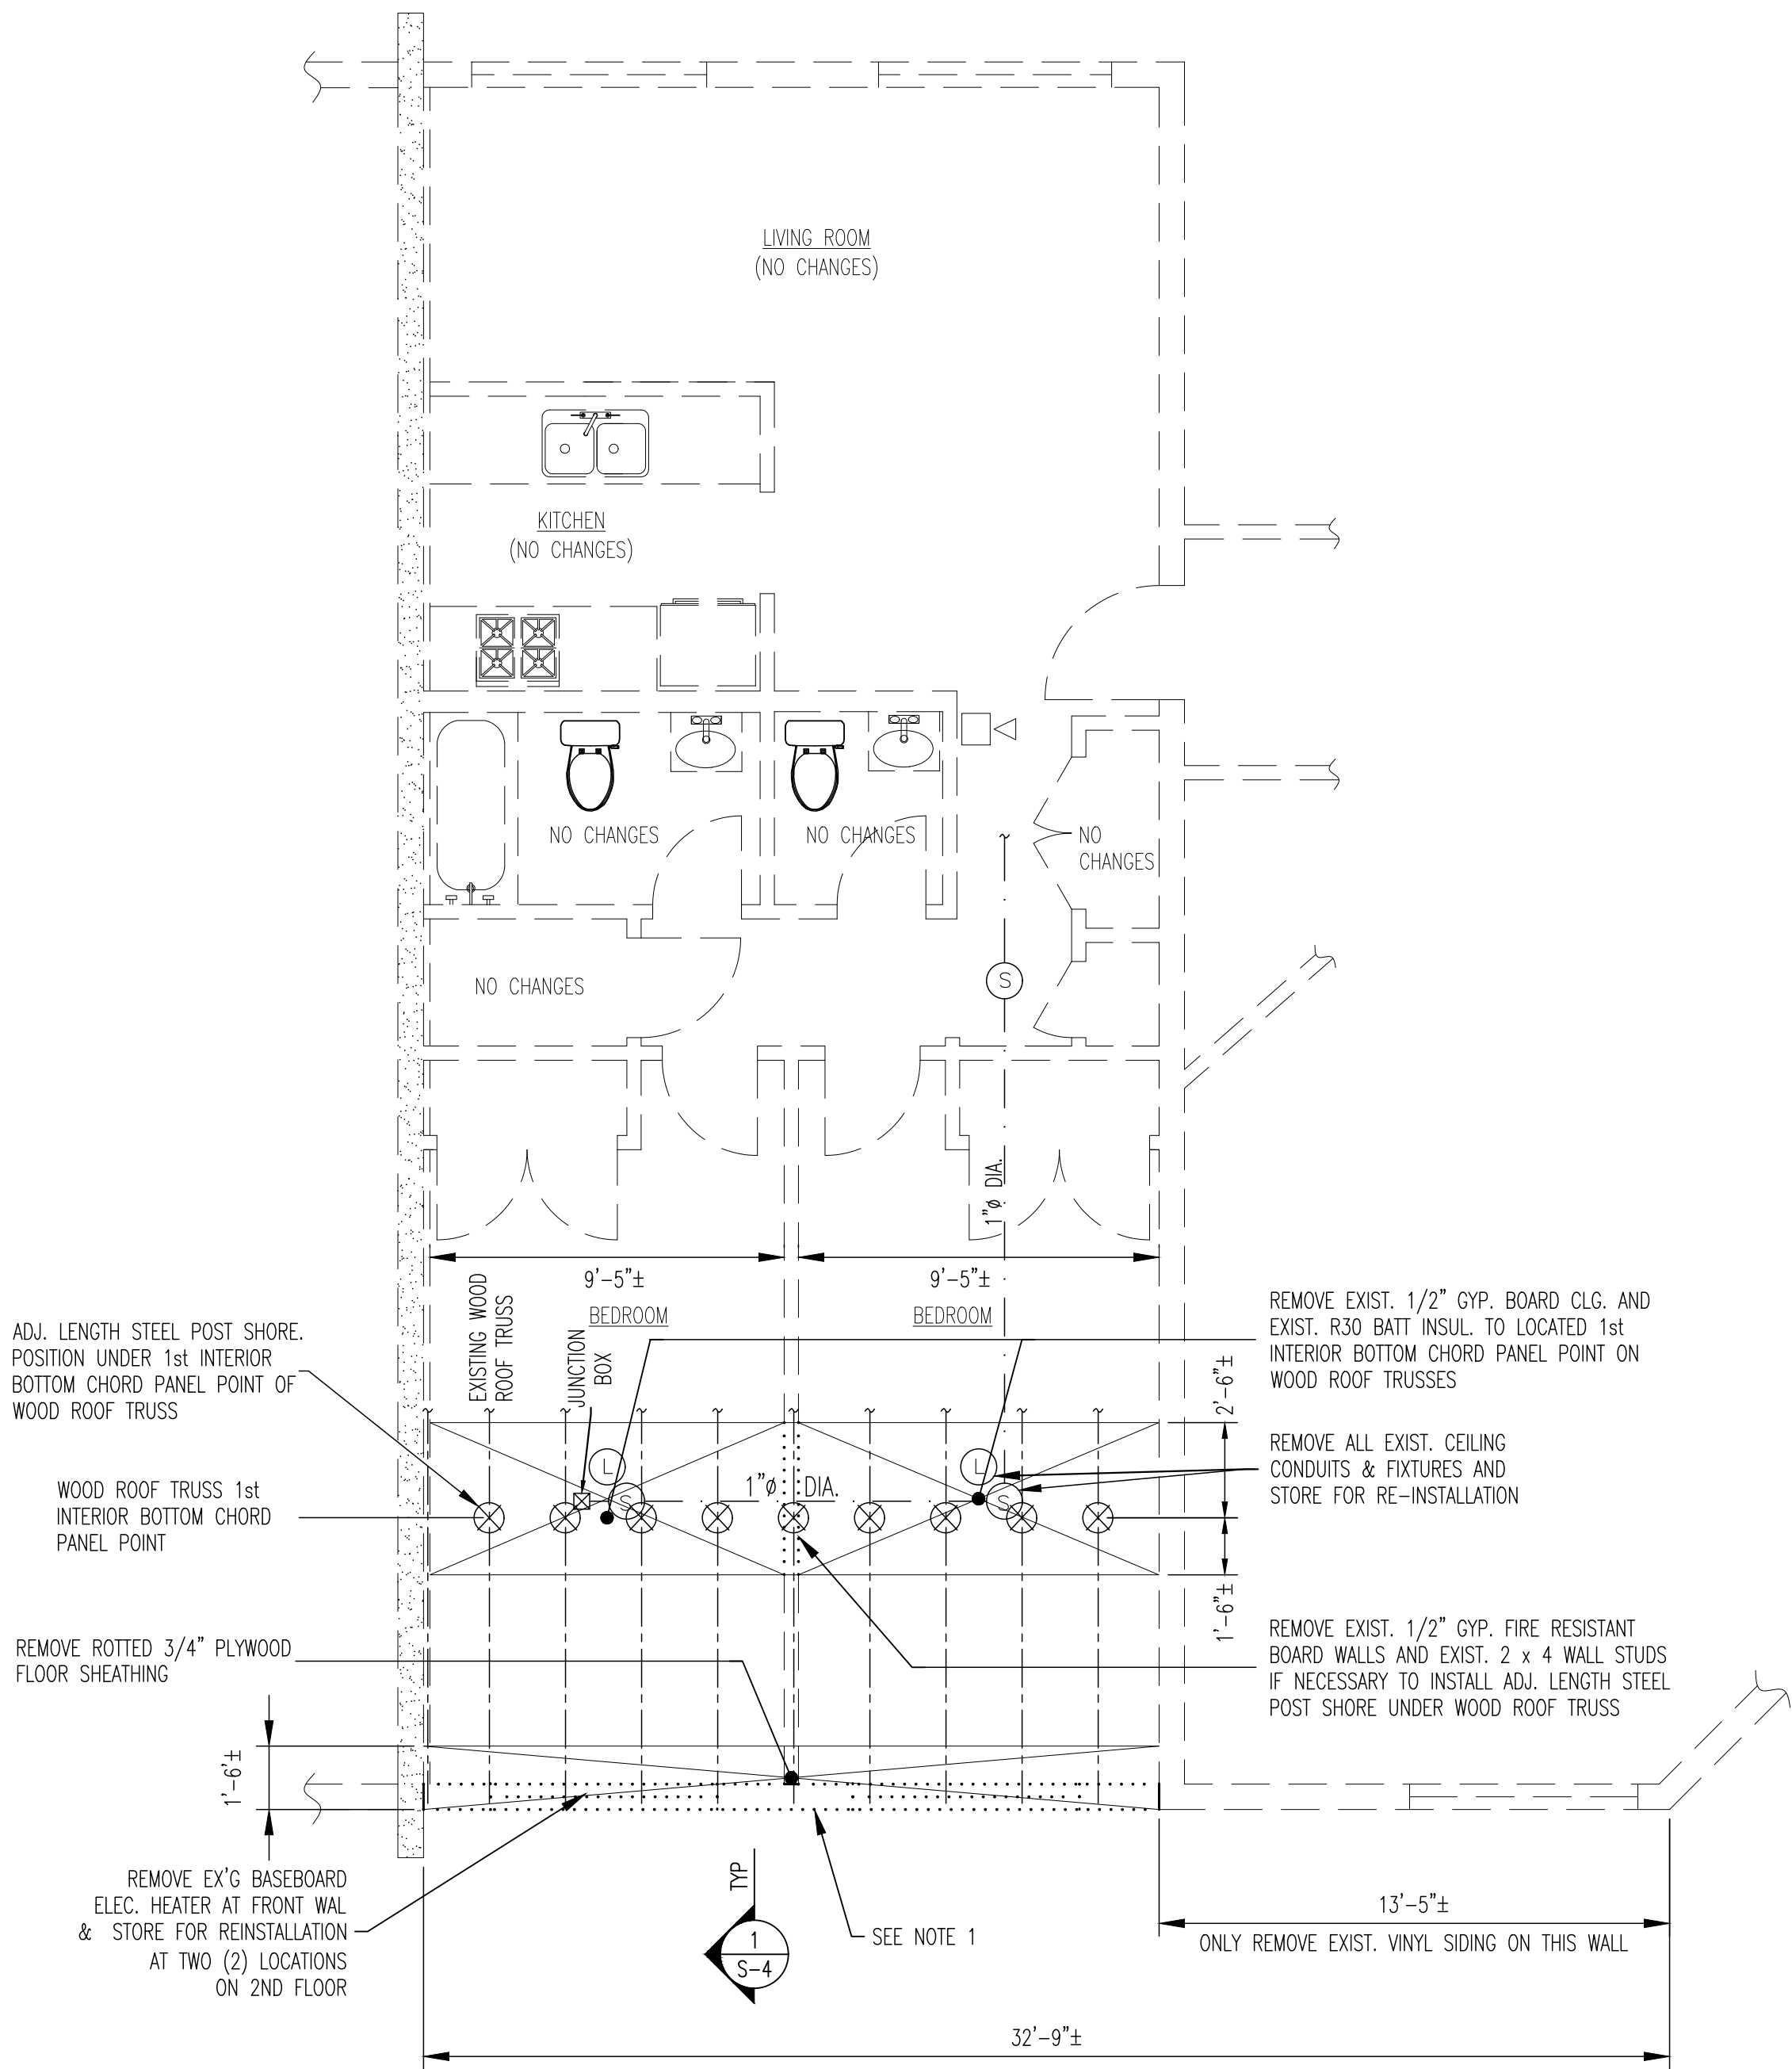 LIVING ROOM
(NO CHANGES)
KITCHEN
(NO CHANGES)
NO CHANGES
NO CHANGES
NO
CHANGES
NO CHANGES
S
1"ø DIA.
9'-5"±
9'-5"±
BEDROOM
BEDROOM
EXISTING WOOD
ROOF TRUSS
JUNCTION
BOX
ADJ. LENGTH STEEL POST SHORE.
POSITION UNDER 1st INTERIOR
BOTTOM CHORD PANEL POINT OF
WOOD ROOF TRUSS
REMOVE EXIST. 1/2" GYP. BOARD CLG. AND
EXIST. R30 BATT INSUL. TO LOCATED 1st
INTERIOR BOTTOM CHORD PANEL POINT ON
WOOD ROOF TRUSSES
2'-6"±
REMOVE ALL EXIST. CEILING
CONDUITS & FIXTURES AND
STORE FOR RE-INSTALLATION
L
L
S
S
1"ø DIA.
WOOD ROOF TRUSS 1st
INTERIOR BOTTOM CHORD
PANEL POINT
1'-6"±
REMOVE EXIST. 1/2" GYP. FIRE RESISTANT
BOARD WALLS AND EXIST. 2 x 4 WALL STUDS
IF NECESSARY TO INSTALL ADJ. LENGTH STEEL
POST SHORE UNDER WOOD ROOF TRUSS
REMOVE ROTTED 3/4" PLYWOOD
FLOOR SHEATHING
1'-6'±
REMOVE EX'G BASEBOARD
ELEC. HEATER AT FRONT WAL
& STORE FOR REINSTALLATION
AT TWO (2) LOCATIONS
ON 2ND FLOOR
TYP
1
S-4
SEE NOTE 1
13'-5"±
ONLY REMOVE EXIST. VINYL SIDING ON THIS WALL
32'-9"±